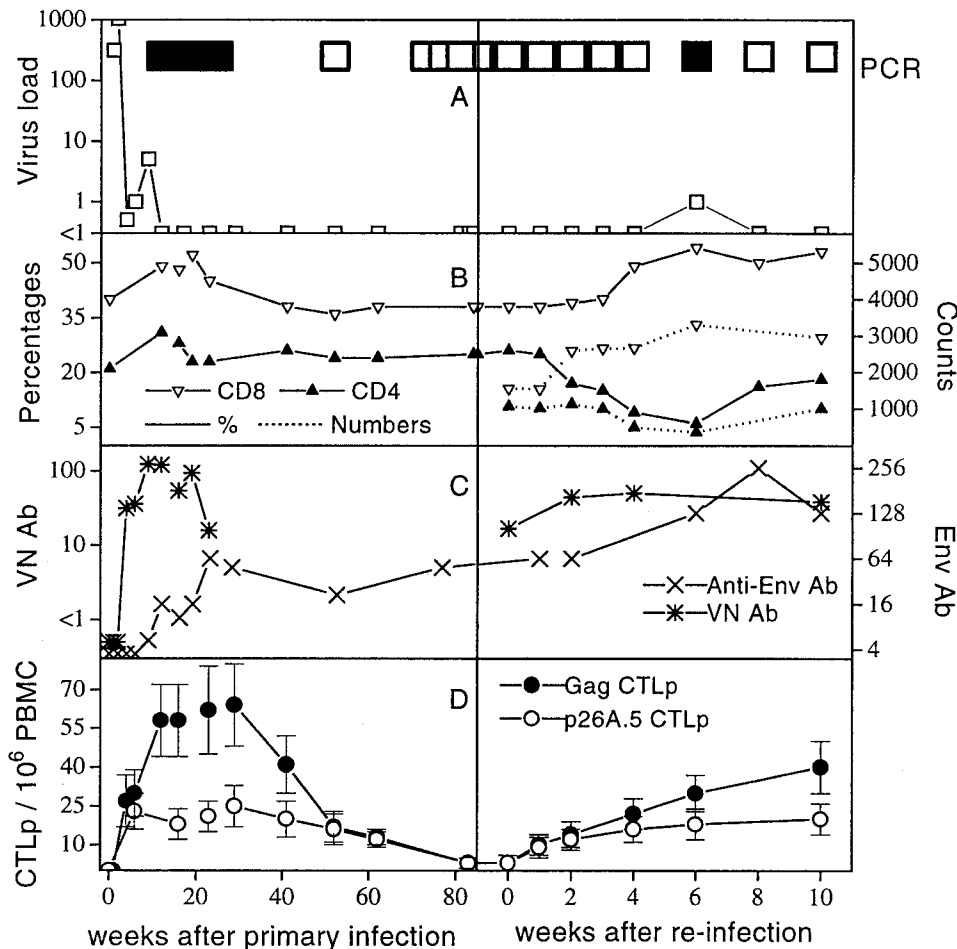 1000
100
10
1
<1
Virus load
A
PCR
50
35
20
5
Percentages
B
CD8
CD4
%
Numbers
5000
4000
3000
2000
1000
Counts
100
10
<1
VN Ab
C
Anti-Env Ab
VN Ab
256
128
64
16
4
Env Ab
70
55
40
25
10
CTLp / 10⁶ PBMC
D
Gag CTLp
p26A.5 CTLp
0 20 40 60 80
0 2 4 6 8 10
weeks after primary infection
weeks after re-infection